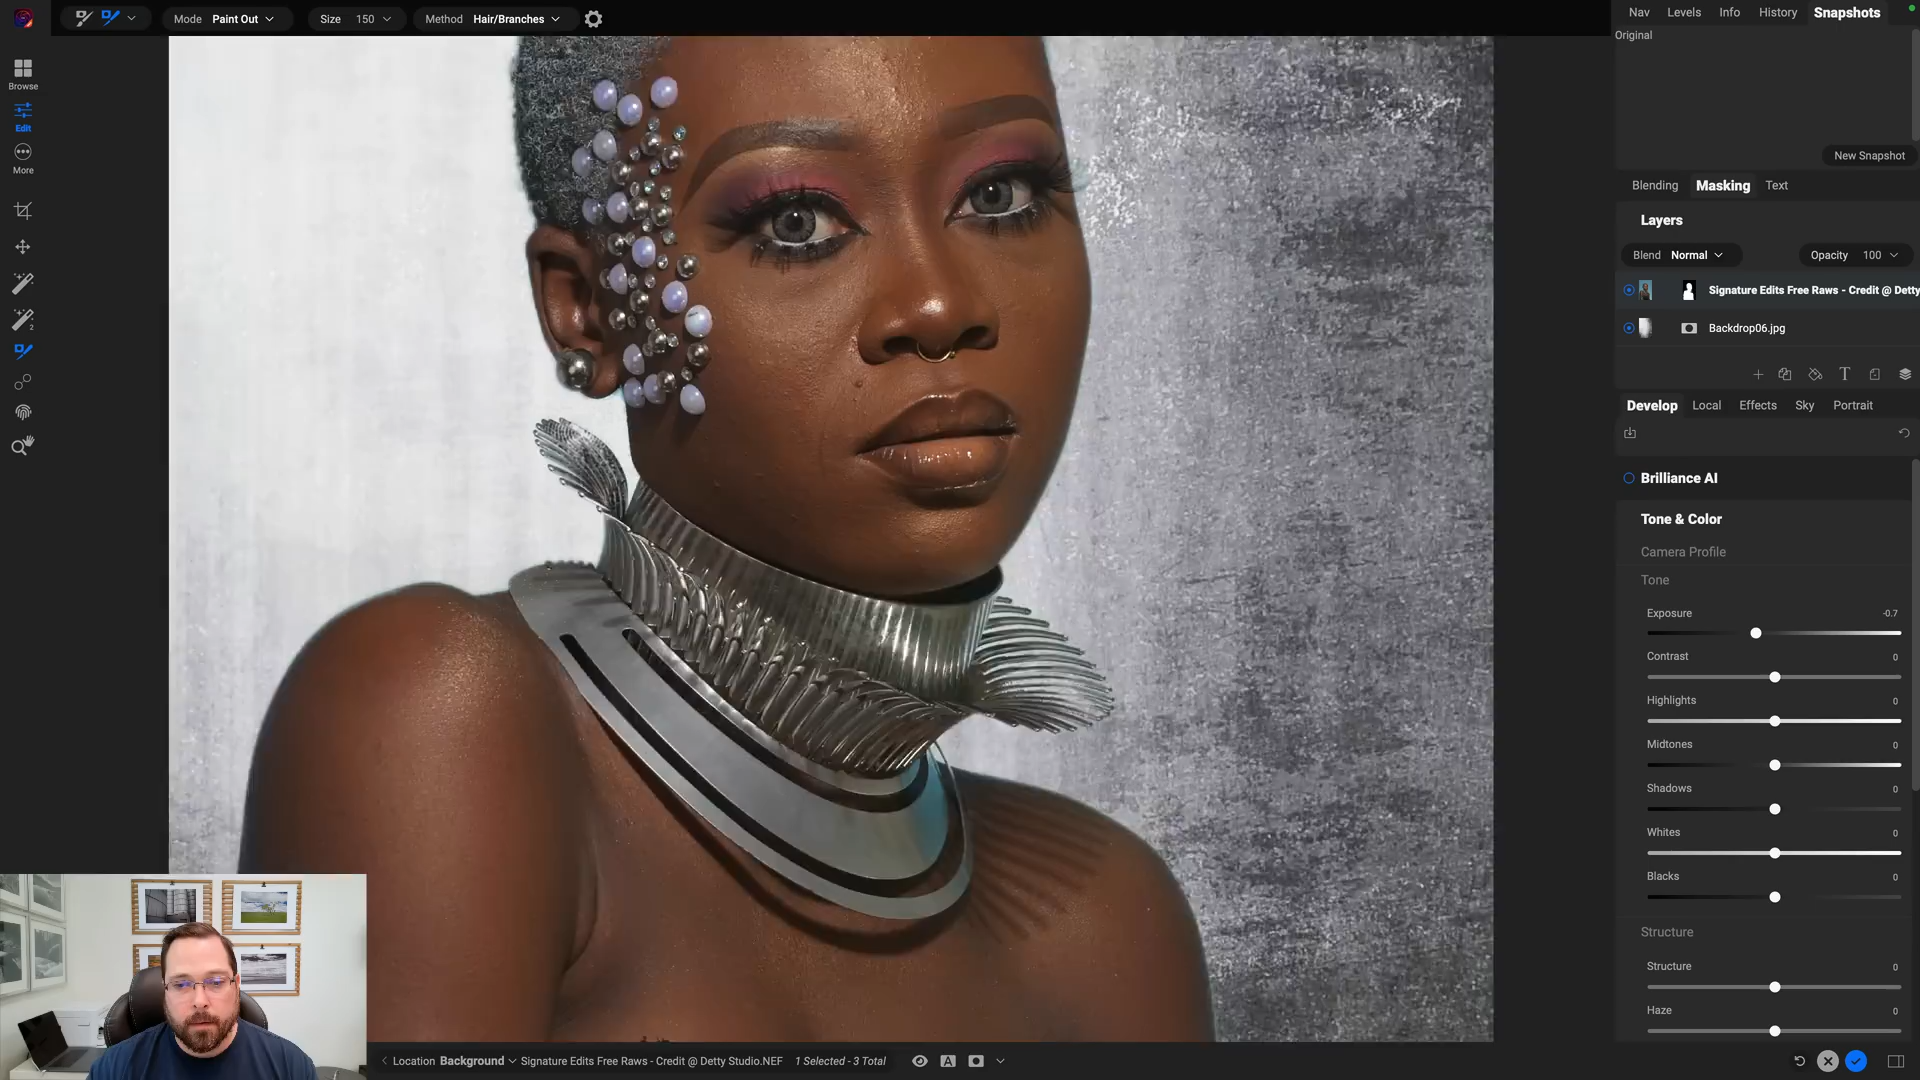 Mode Paint Out Size 150 Method Hair/Branches
Nav Levels Info History Snapshots
Original
New Snapshot
Browse
Edit
More
2
Blending Masking Text
Layers
Blend Normal Opacity 100
Signature Edits Free Raws - Credit @ Detty
Backdrop06.jpg
Develop Local Effects Sky Portrait
Brilliance AI
Tone & Color
Camera Profile
Tone
Exposure -0.7
Contrast 0
Highlights 0
Midtones 0
Shadows 0
Whites 0
Blacks 0
Structure
Structure 0
Haze 0
Location Background Signature Edits Free Raws - Credit @ Detty Studio.NEF 1 Selected - 3 Total A